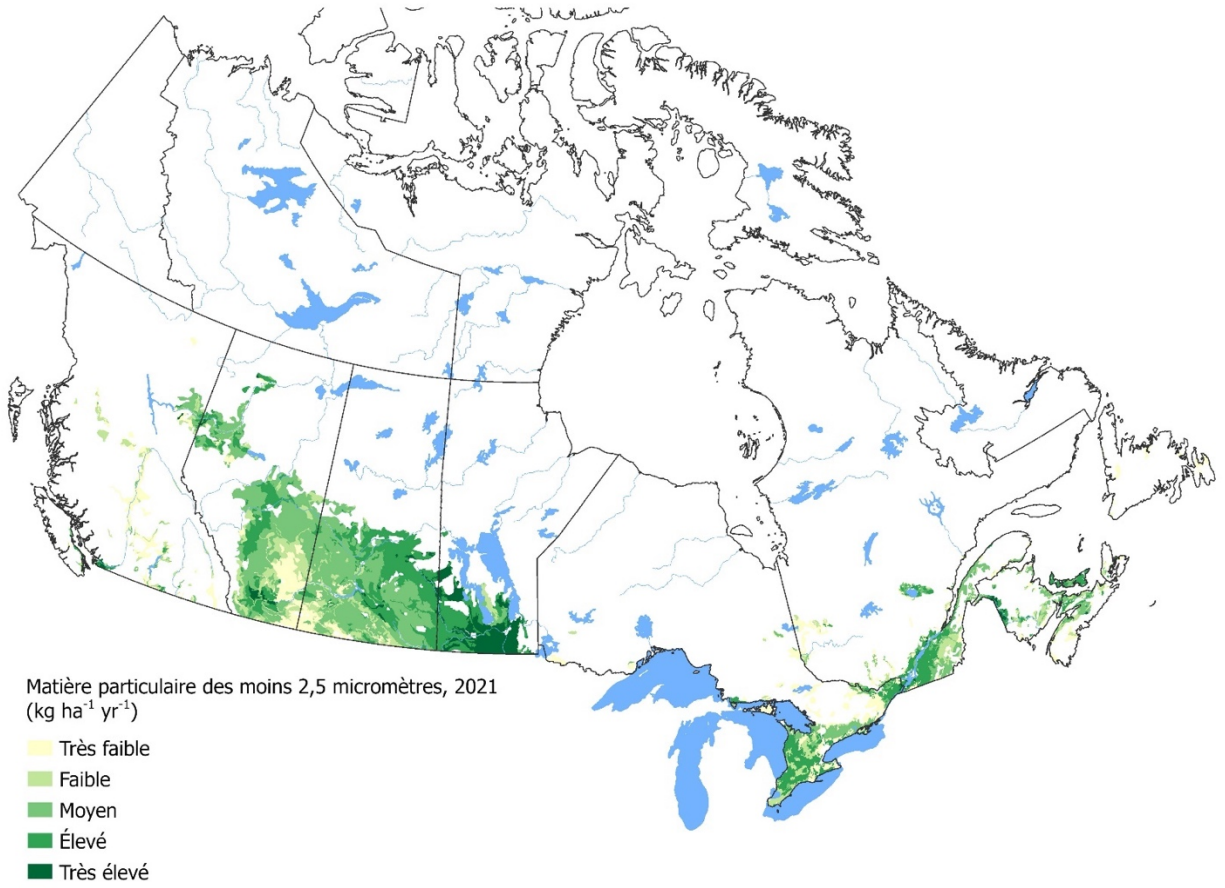 Matière particulaire des moins 2,5 micromètres, 2021
(kg ha⁻¹ yr⁻¹)
Très faible
Faible
Moyen
Élevé
Très élevé